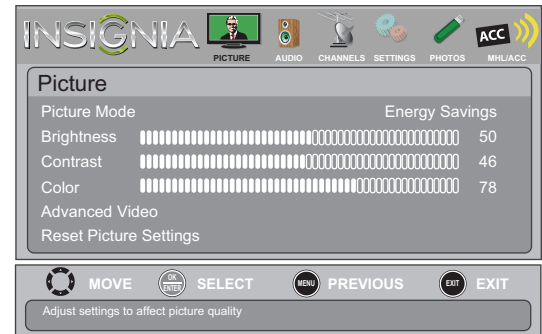 INSIGNIA
PICTURE AUDIO CHANNELS SETTINGS PHOTOS ACC MHL/ACC
Picture
Picture Mode Energy Savings
Brightness 50
Contrast 46
Color 78
Advanced Video
Reset Picture Settings
MOVE OK ENTER SELECT MENU PREVIOUS EXIT EXIT
Adjust settings to affect picture quality